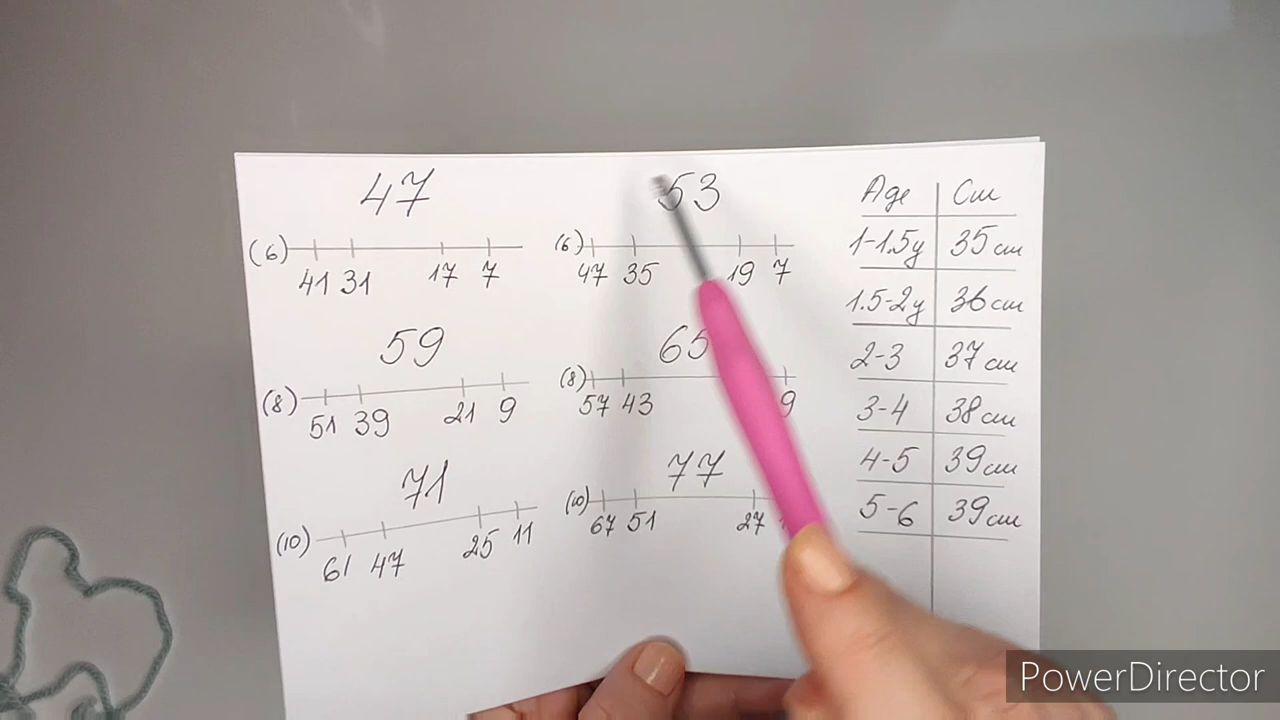 47
(6)
41 31 17 7
53
(6)
47 35 19 7
59
(8)
51 39 21 9
65
(8)
57 43 9
71
(10)
61 47 25 11
77
(10)
67 51 27
Age Cm
1-1.5y 35 cm
1.5-2y 36 cm
2-3 37 cm
3-4 38 cm
4-5 39 cm
5-6 39 cm
PowerDirector